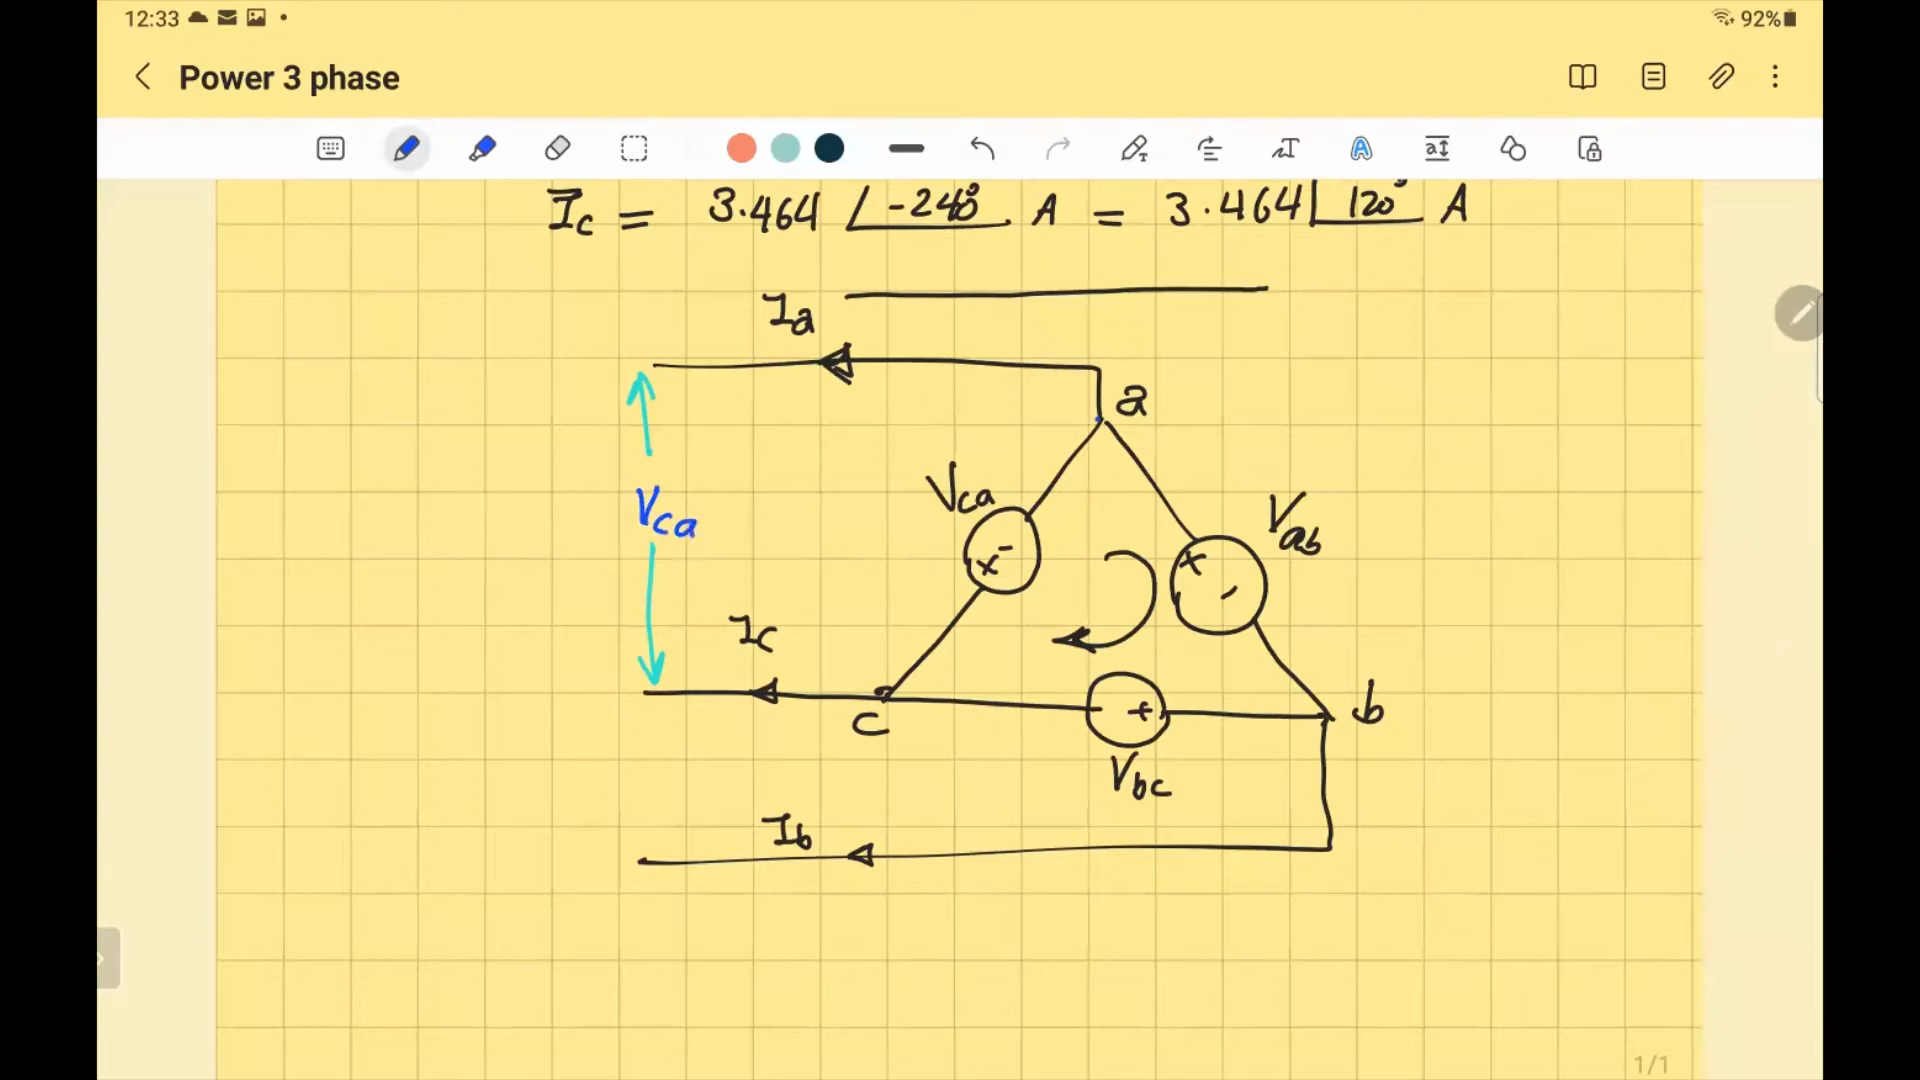 12:33 92%
Power 3 phase
Ic = 3.464 ∠-240° A = 3.464 ∠120° A
Ia
a
Vca
Vab
Vca
x -
x -
Ic
c
+
b
Vbc
Ib
1/1